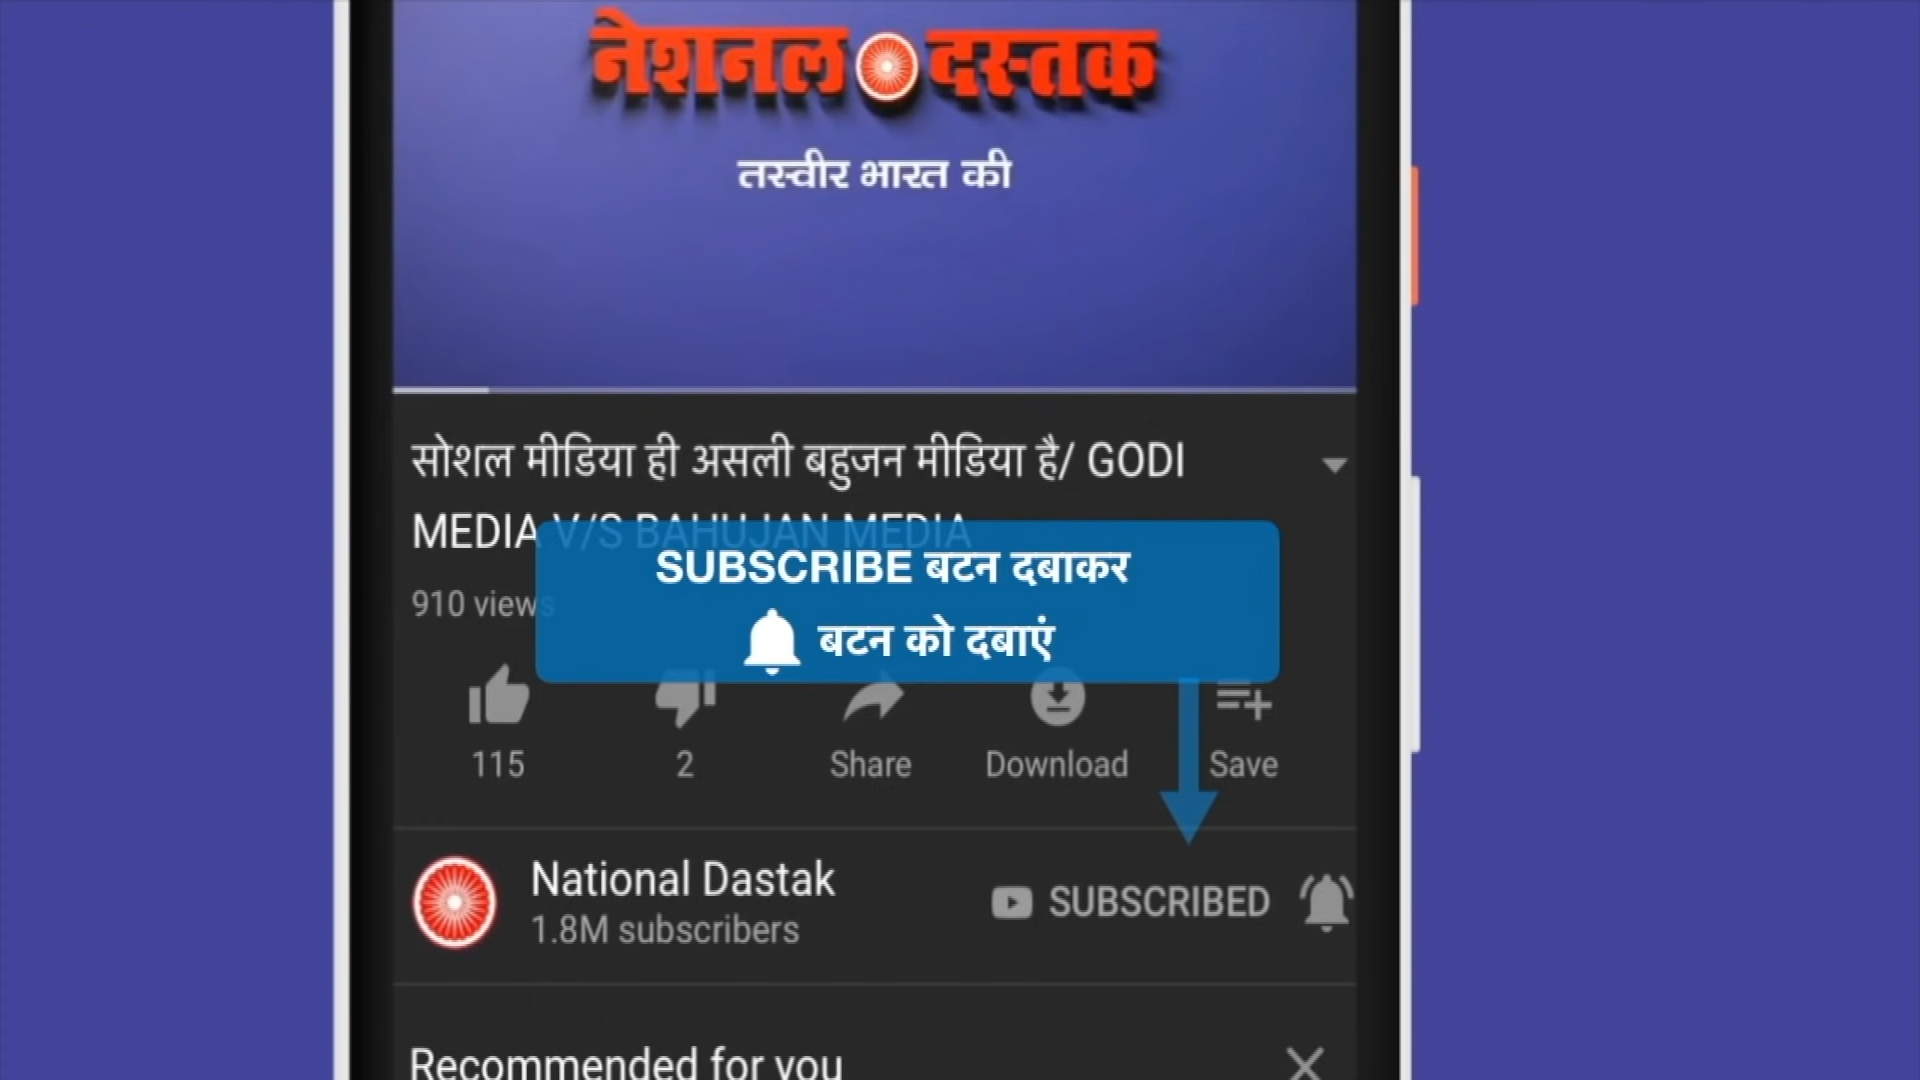 नेशनल दस्तक
तस्वीर भारत की
सोशल मीडिया ही असली बहुजन मीडिया है/ GODI
MEDIA V/S BAHUJAN MEDIA
SUBSCRIBE बटन दबाकर
बटन को दबाएं
910 views
115
2
Share
Download
Save
National Dastak
1.8M subscribers
SUBSCRIBED
Recommended for you